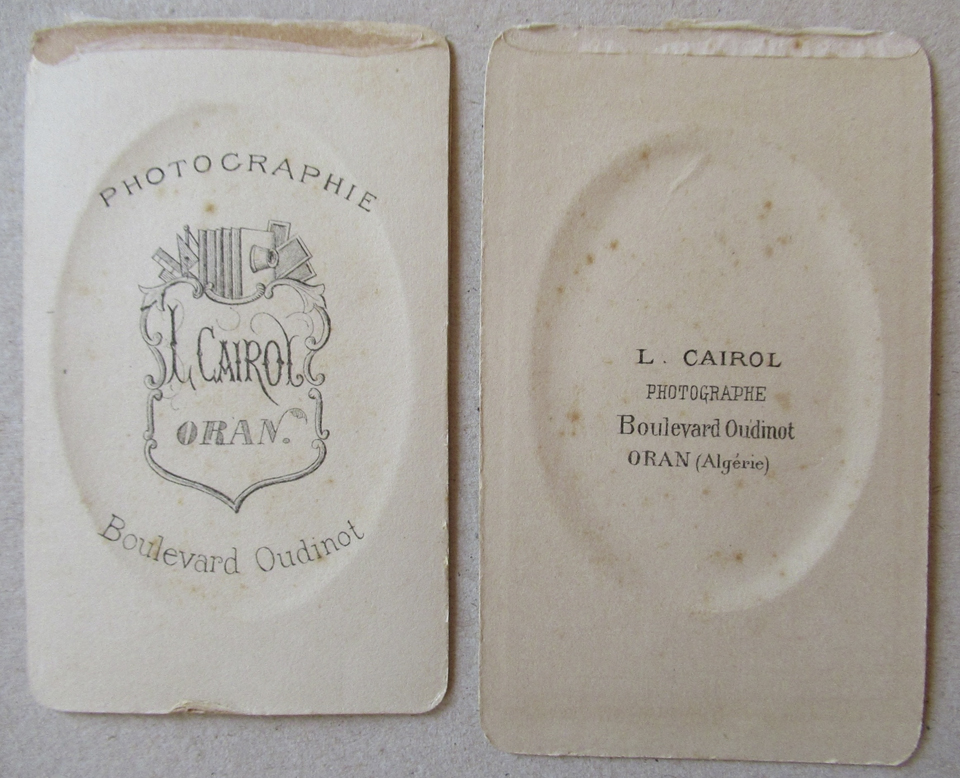 PHOTOGRAPHIE
L. CAIROL
ORAN.
Boulevard Oudinot
L. CAIROL
PHOTOGRAPHE
Boulevard Oudinot
ORAN (Algérie)